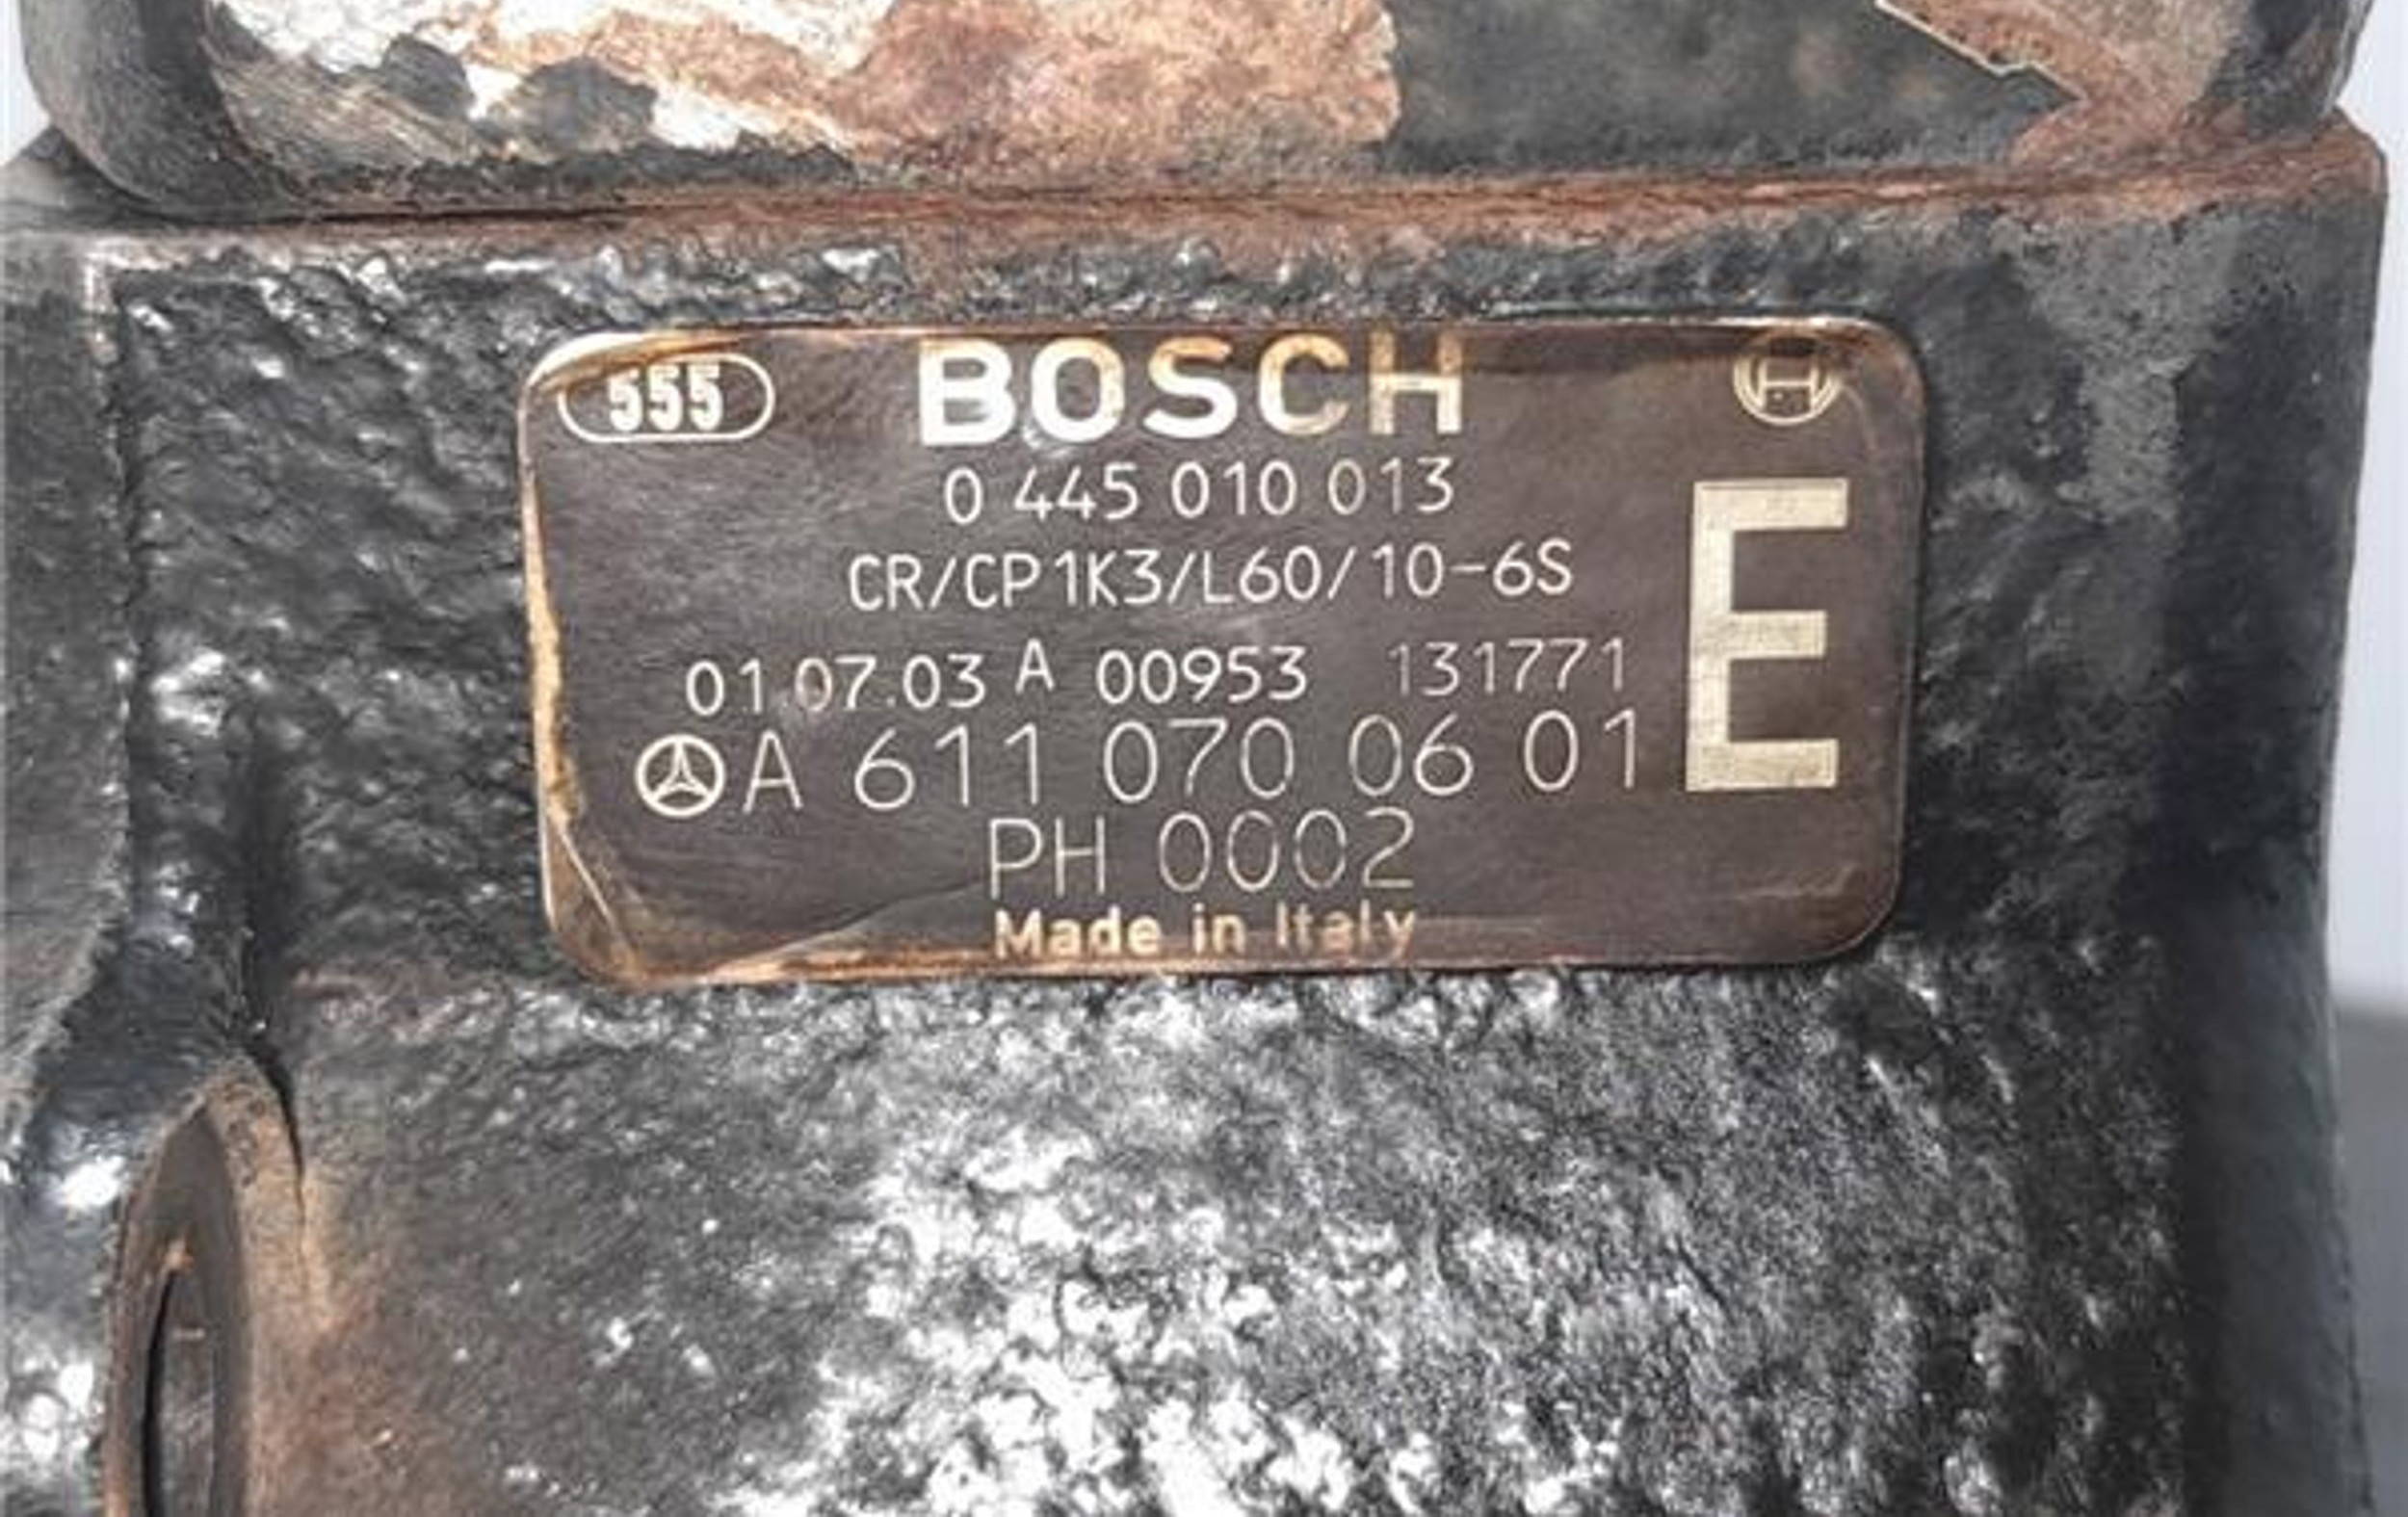 555 BOSCH
0 445 010 013
CR/CP1K3/L60/10-6S
E
01.07.03 A 00953 131771
A 611 070 06 01
PH 0002
Made in Italy